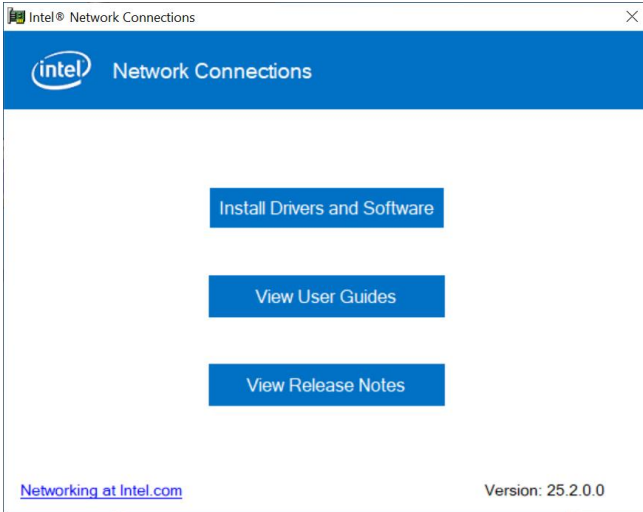 Intel® Network Connections
intel Network Connections
Install Drivers and Software
View User Guides
View Release Notes
Networking at Intel.com Version: 25.2.0.0